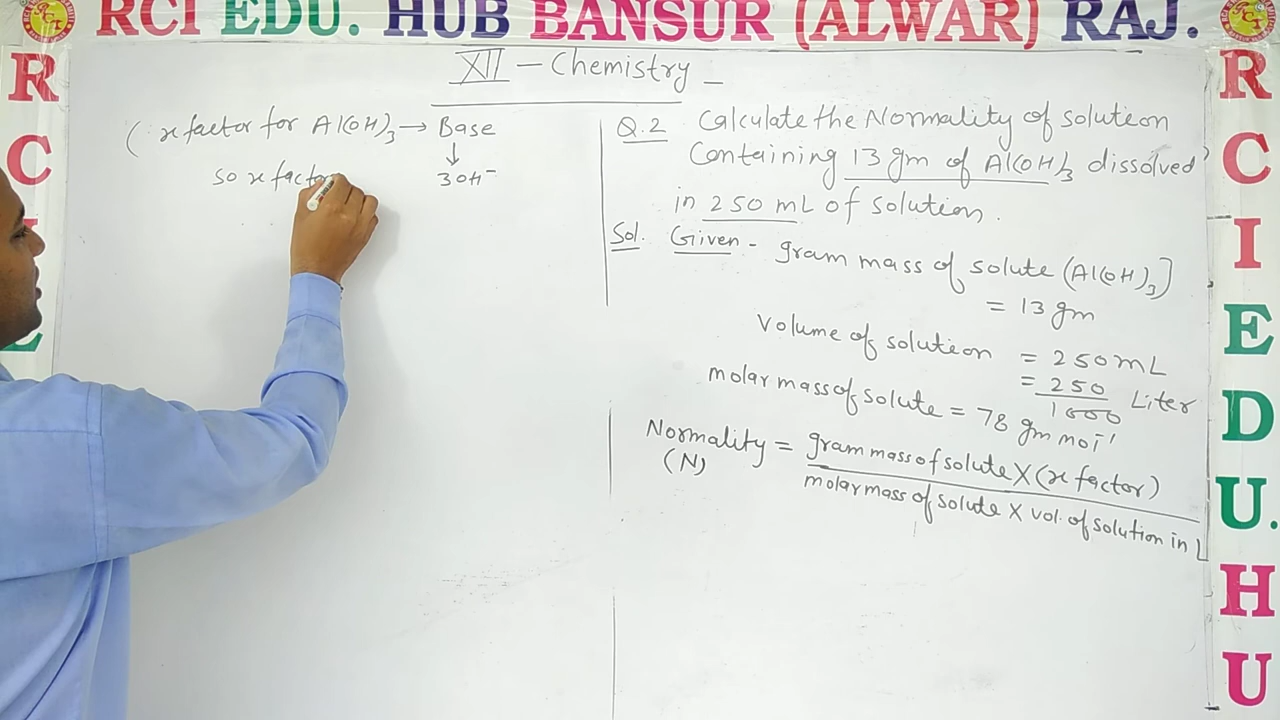 RCI EDU. HUB BANSUR (ALWAR) RAJ.
XII - Chemistry
( x factor for Al(OH)3 → Base
↓
so x factor
3OH⁻
Q.2 Calculate the Normality of solution
Containing 13 gm of Al(OH)3 dissolved
in 250 mL of solution.
Sol. Given - gram mass of solute (Al(OH)3]
= 13 gm
Volume of solution = 250 mL
= 250/1000 Liter
molar mass of solute = 78 gm mol⁻¹
Normality (N) = gram mass of solute X (x factor)
molar mass of solute X vol. of solution in L
R
C
I
R
C
I
E
D
U.
H
U